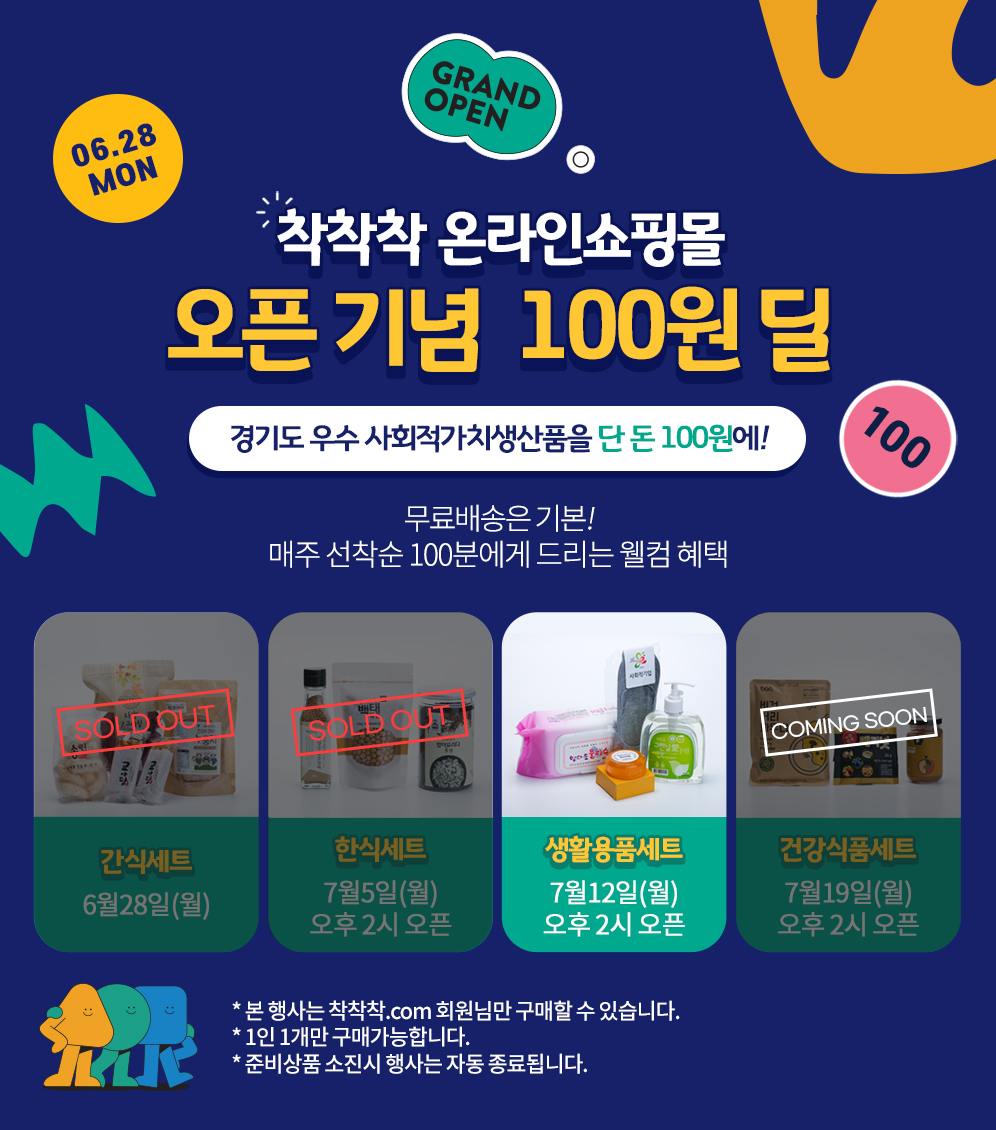 GRAND
OPEN
06.28
MON
착착착 온라인쇼핑몰
오픈 기념 100원 딜
경기도 우수 사회적가치생산품을 단 돈 100원에!
100
무료배송은 기본!
매주 선착순 100분에게 드리는 웰컴 혜택
SOLD OUT
간식세트
6월28일(월)
백태
SOLD OUT
한식세트
7월5일(월)
오후 2시 오픈
사회적기업
생활용품세트
7월12일(월)
오후 2시 오픈
COMING SOON
건강식품세트
7월19일(월)
오후 2시 오픈
* 본 행사는 착착착.com 회원님만 구매할 수 있습니다.
* 1인 1개만 구매가능합니다.
* 준비상품 소진시 행사는 자동 종료됩니다.